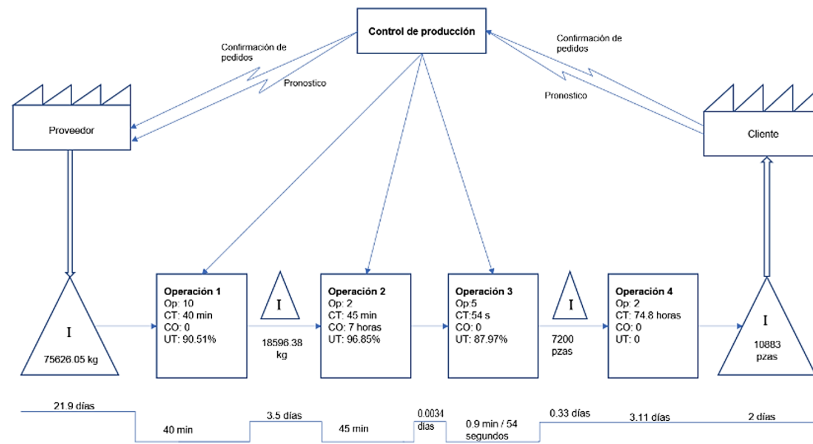 Control de producción
Confirmación de
pedidos
Pronostico
Confirmación de
pedidos
Pronostico
Proveedor
Cliente
I
75626.05 kg
Operación 1
Op: 10
CT: 40 min
CO: 0
UT: 90.51%
I
18596.38
kg
Operación 2
Op: 2
CT: 45 min
CO: 7 horas
UT: 96.85%
Operación 3
Op:5
CT:54 s
CO: 0
UT: 87.97%
I
7200
pzas
Operación 4
Op: 2
CT: 74.8 horas
CO: 0
UT: 0
I
10883
pzas
21.9 días
40 min
3.5 días
45 min
0.0034
días
0.9 min / 54
segundos
0.33 días
3.11 días
2 días